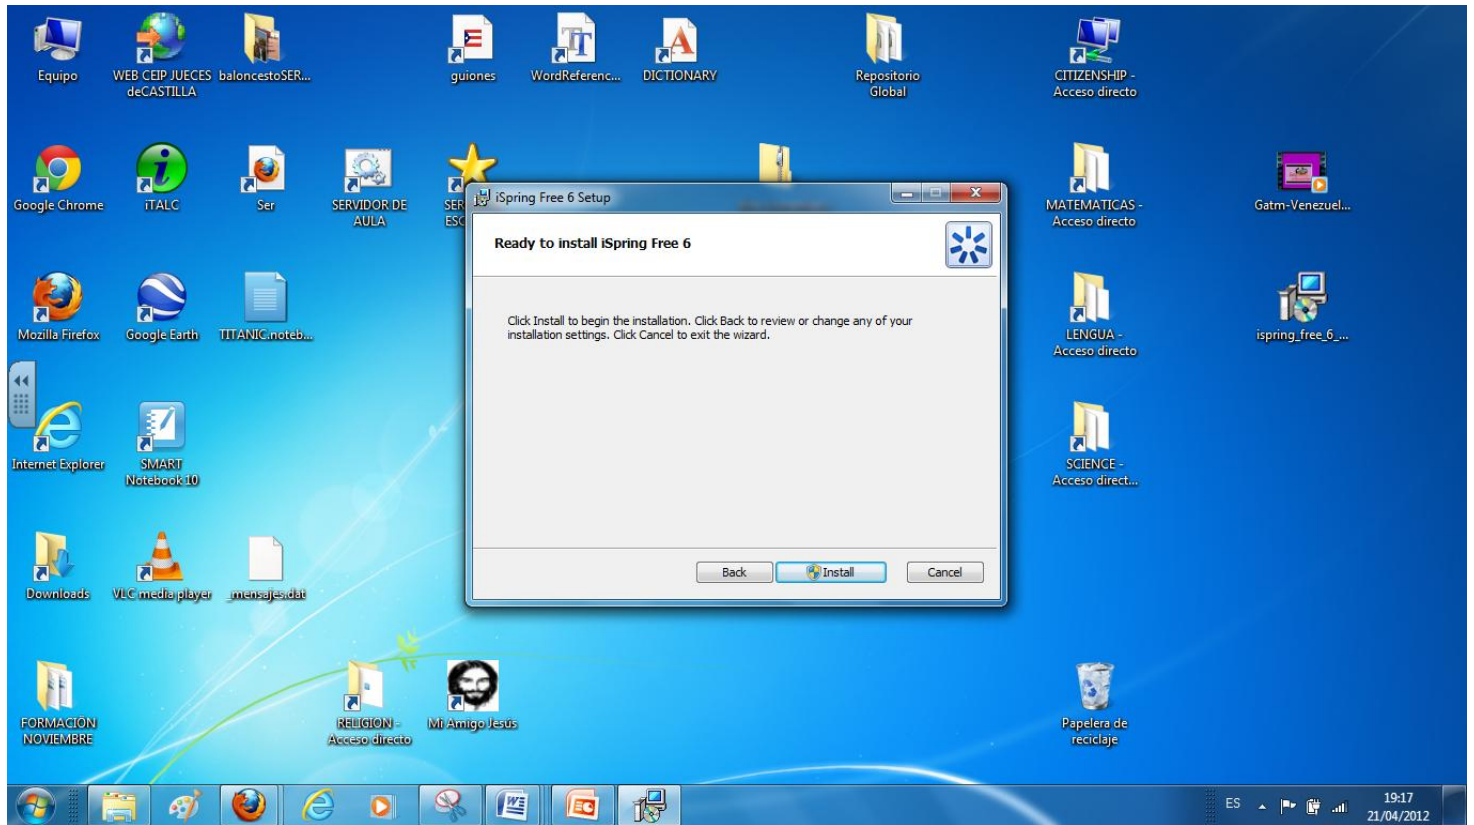 Equipo
WEB CEIP JUECES
deCASTILLA
baloncestoSER...
guiones
WordReferenc...
DICTIONARY
Repositorio
Global
CITIZENSHIP -
Acceso directo
Google Chrome
iTALC
Ser
SERVIDOR DE
AULA
SER
ESC
MATEMATICAS -
Acceso directo
Gatm-Venezuel...
iSpring Free 6 Setup
Ready to install iSpring Free 6
Click Install to begin the installation. Click Back to review or change any of your
installation settings. Click Cancel to exit the wizard.
Back
Install
Cancel
Mozilla Firefox
Google Earth
TITANIC.noteb...
LENGUA -
Acceso directo
ispring_free_6_...
Internet Explorer
SMART
Notebook 10
SCIENCE -
Acceso direct...
Downloads
VLC media player
_mensajes.dat
FORMACIÓN
NOVIEMBRE
RELIGIÓN -
Acceso directo
Mi Amigo Jesús
Papelera de
reciclaje
ES
19:17
21/04/2012